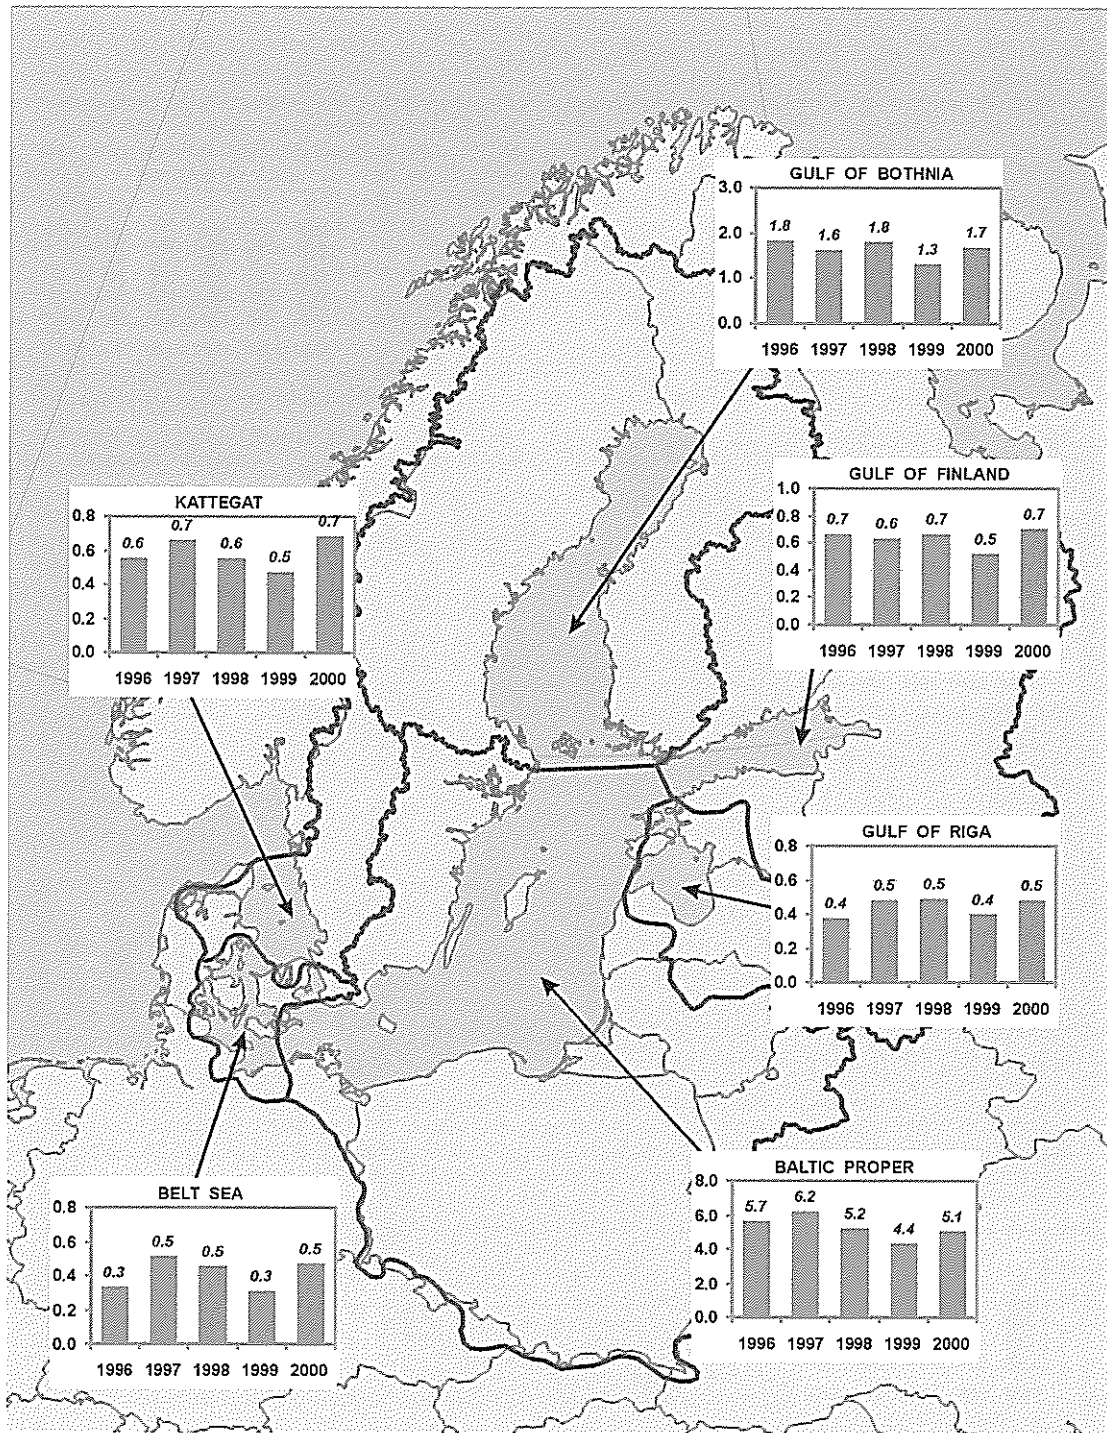 GULF OF BOTHNIA
3.0
2.0
1.0
0.0
1.8 1.6 1.8 1.3 1.7
1996 1997 1998 1999 2000
GULF OF FINLAND
1.0
0.8
0.6
0.4
0.2
0.0
0.7 0.6 0.7 0.5 0.7
1996 1997 1998 1999 2000
KATTEGAT
0.8
0.6
0.4
0.2
0.0
0.6 0.7 0.6 0.5 0.7
1996 1997 1998 1999 2000
GULF OF RIGA
0.8
0.6
0.4
0.2
0.0
0.4 0.5 0.5 0.4 0.5
1996 1997 1998 1999 2000
BALTIC PROPER
8.0
6.0
4.0
2.0
0.0
5.7 6.2 5.2 4.4 5.1
1996 1997 1998 1999 2000
BELT SEA
0.8
0.6
0.4
0.2
0.0
0.3 0.5 0.5 0.3 0.5
1996 1997 1998 1999 2000